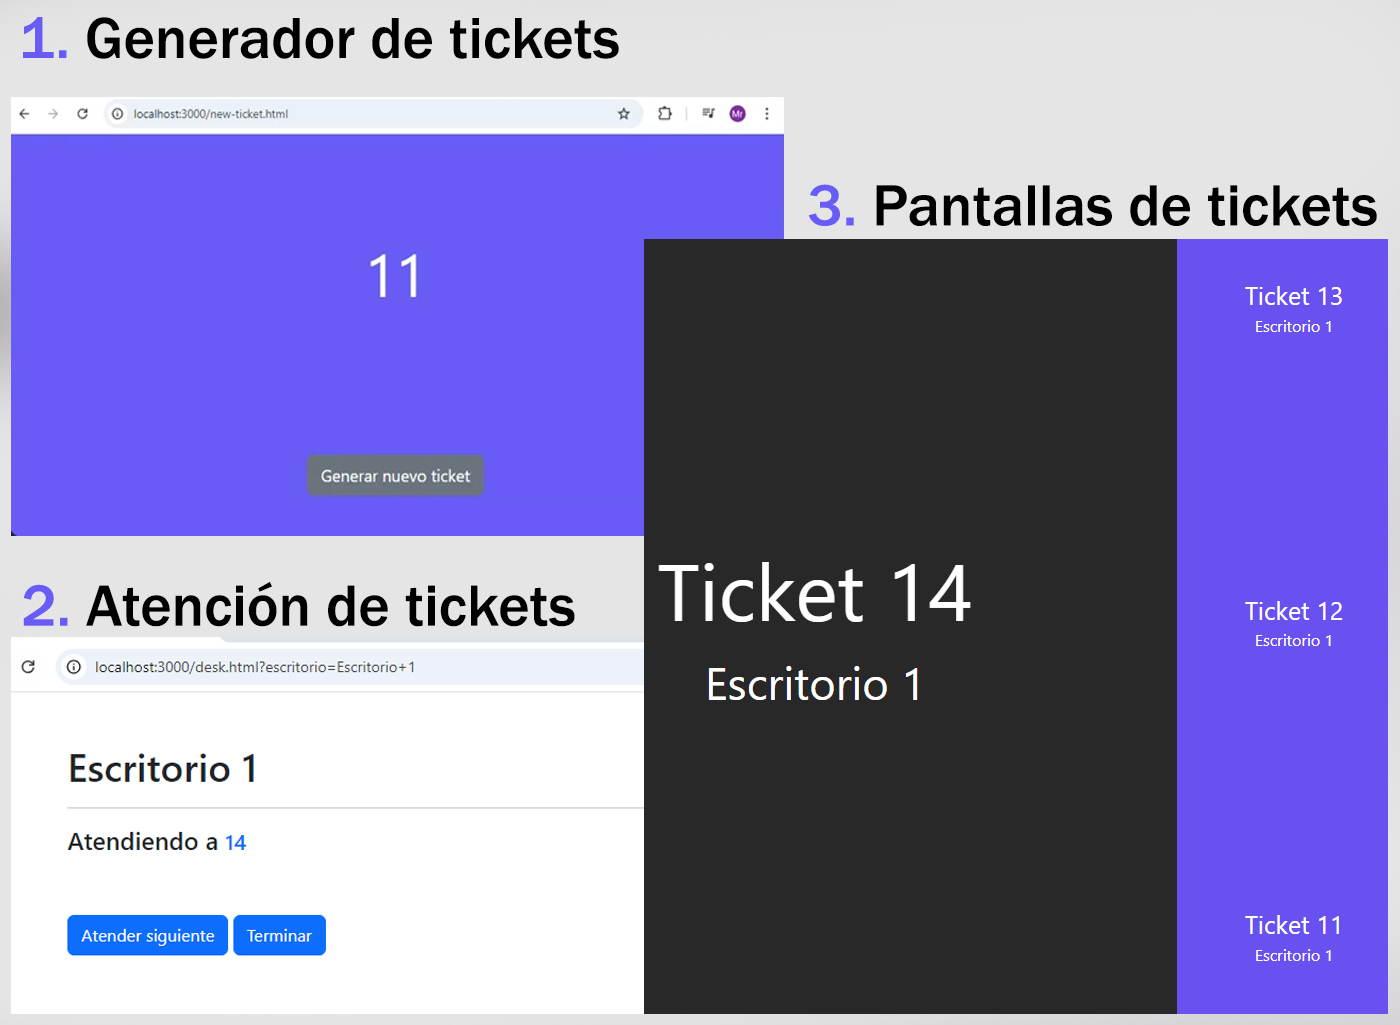 1. Generador de tickets
localhost:3000/new-ticket.html
Mr
11
Generar nuevo ticket
2. Atención de tickets
localhost:3000/desk.html?escritorio=Escritorio+1
Escritorio 1
Atendiendo a 14
Atender siguiente
Terminar
3. Pantallas de tickets
Ticket 14
Escritorio 1
Ticket 13
Escritorio 1
Ticket 12
Escritorio 1
Ticket 11
Escritorio 1